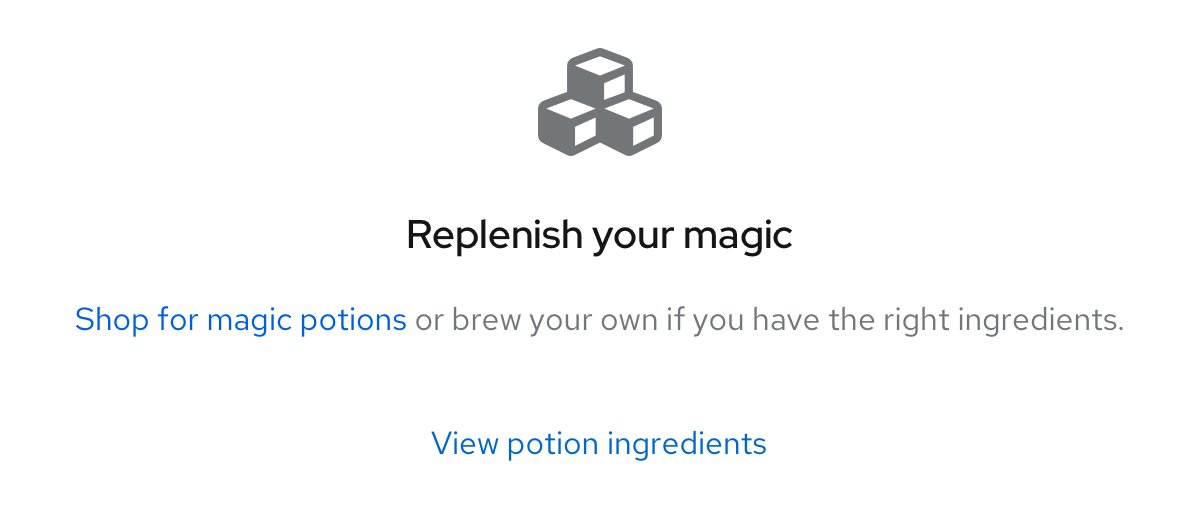 Replenish your magic
Shop for magic potions or brew your own if you have the right ingredients.
View potion ingredients